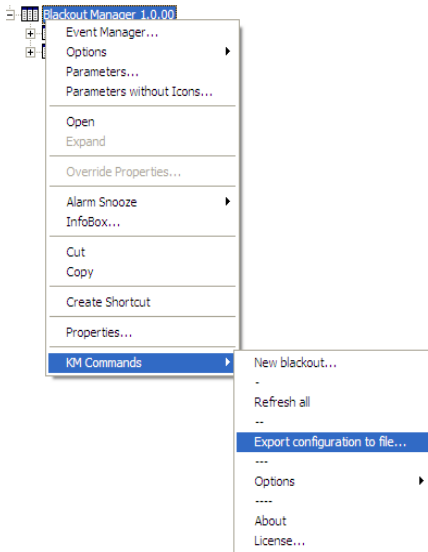 Blackout Manager 1.0.00
Event Manager...
Options
Parameters...
Parameters without Icons...
Open
Expand
Override Properties...
Alarm Snooze
InfoBox...
Cut
Copy
Create Shortcut
Properties...
KM Commands
New blackout...
-
Refresh all
--
Export configuration to file...
---
Options
----
About
License...